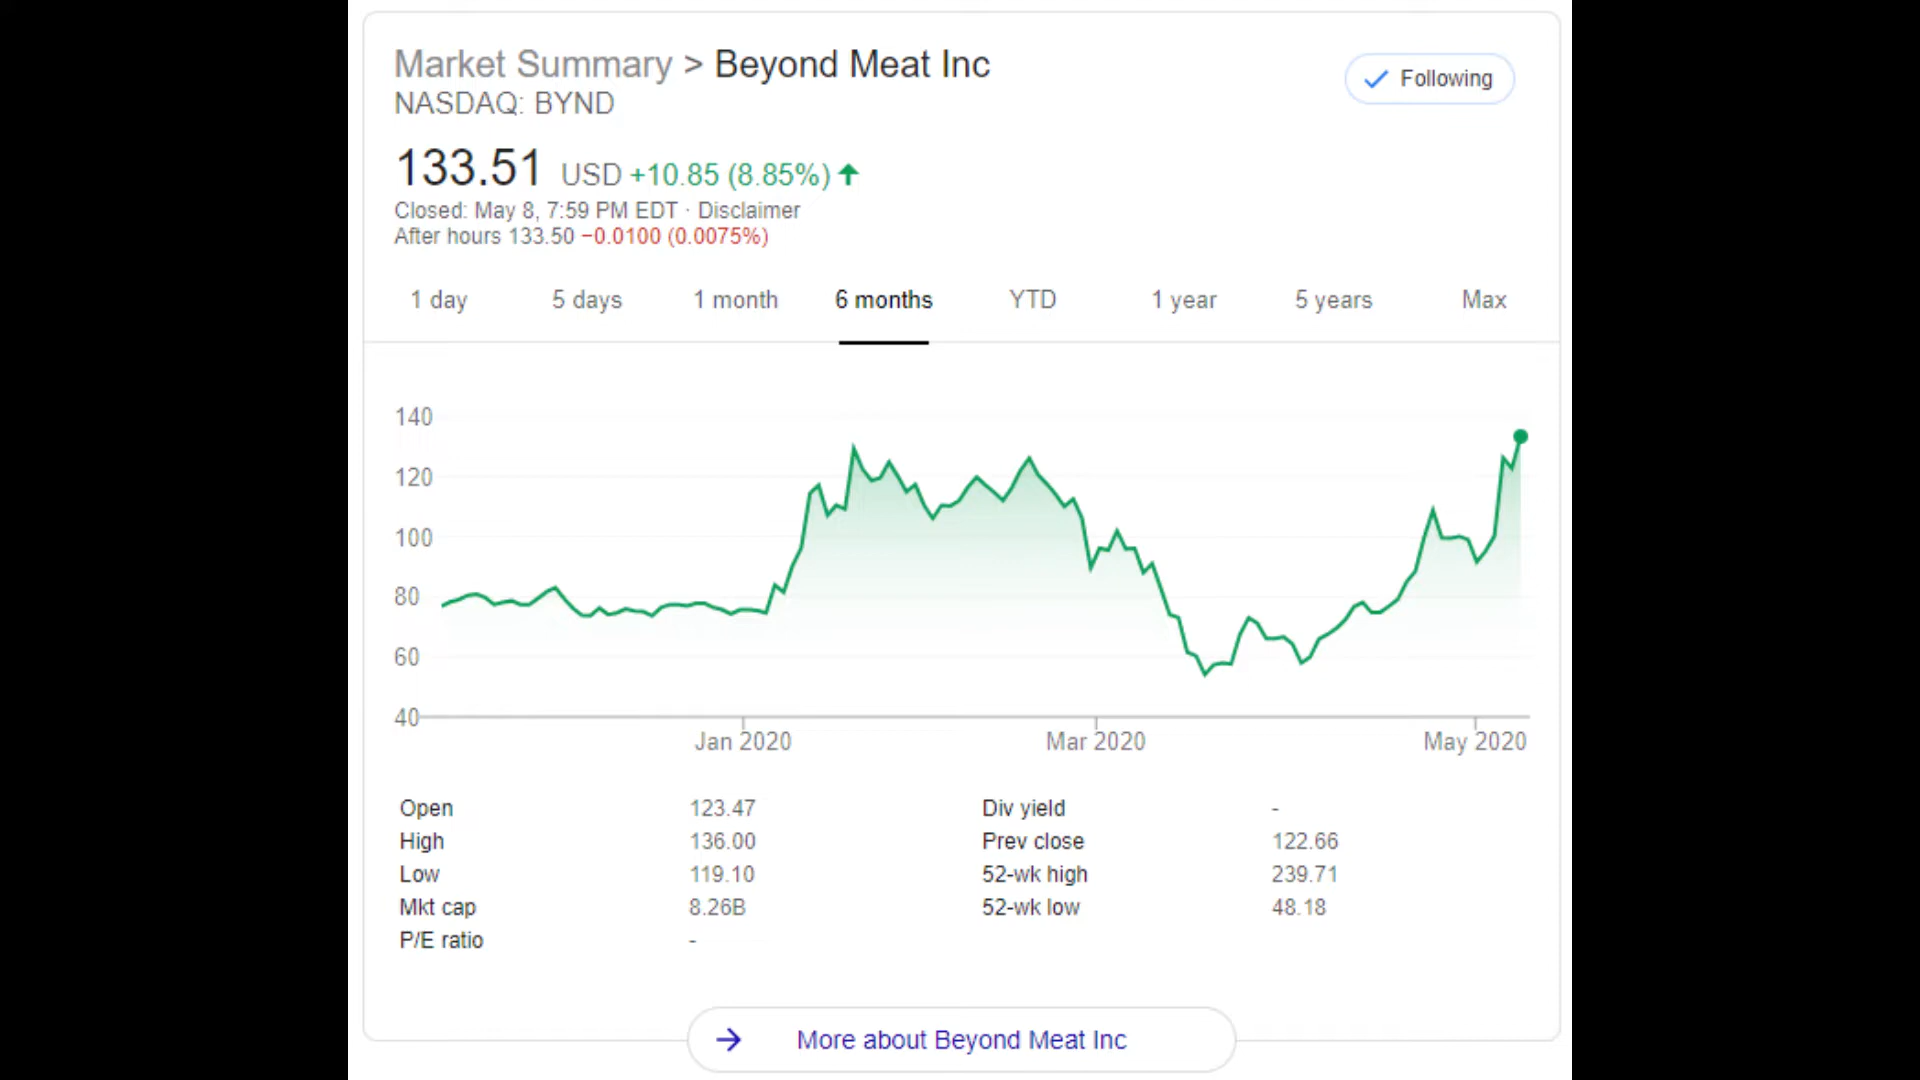 Market Summary > Beyond Meat Inc
Following
NASDAQ: BYND
133.51 USD +10.85 (8.85%)
Closed: May 8, 7:59 PM EDT · Disclaimer
After hours 133.50 −0.0100 (0.0075%)
1 day 5 days 1 month 6 months YTD 1 year 5 years Max
140
120
100
80
60
40
Jan 2020 Mar 2020 May 2020
Open 123.47 Div yield -
High 136.00 Prev close 122.66
Low 119.10 52-wk high 239.71
Mkt cap 8.26B 52-wk low 48.18
P/E ratio -
More about Beyond Meat Inc